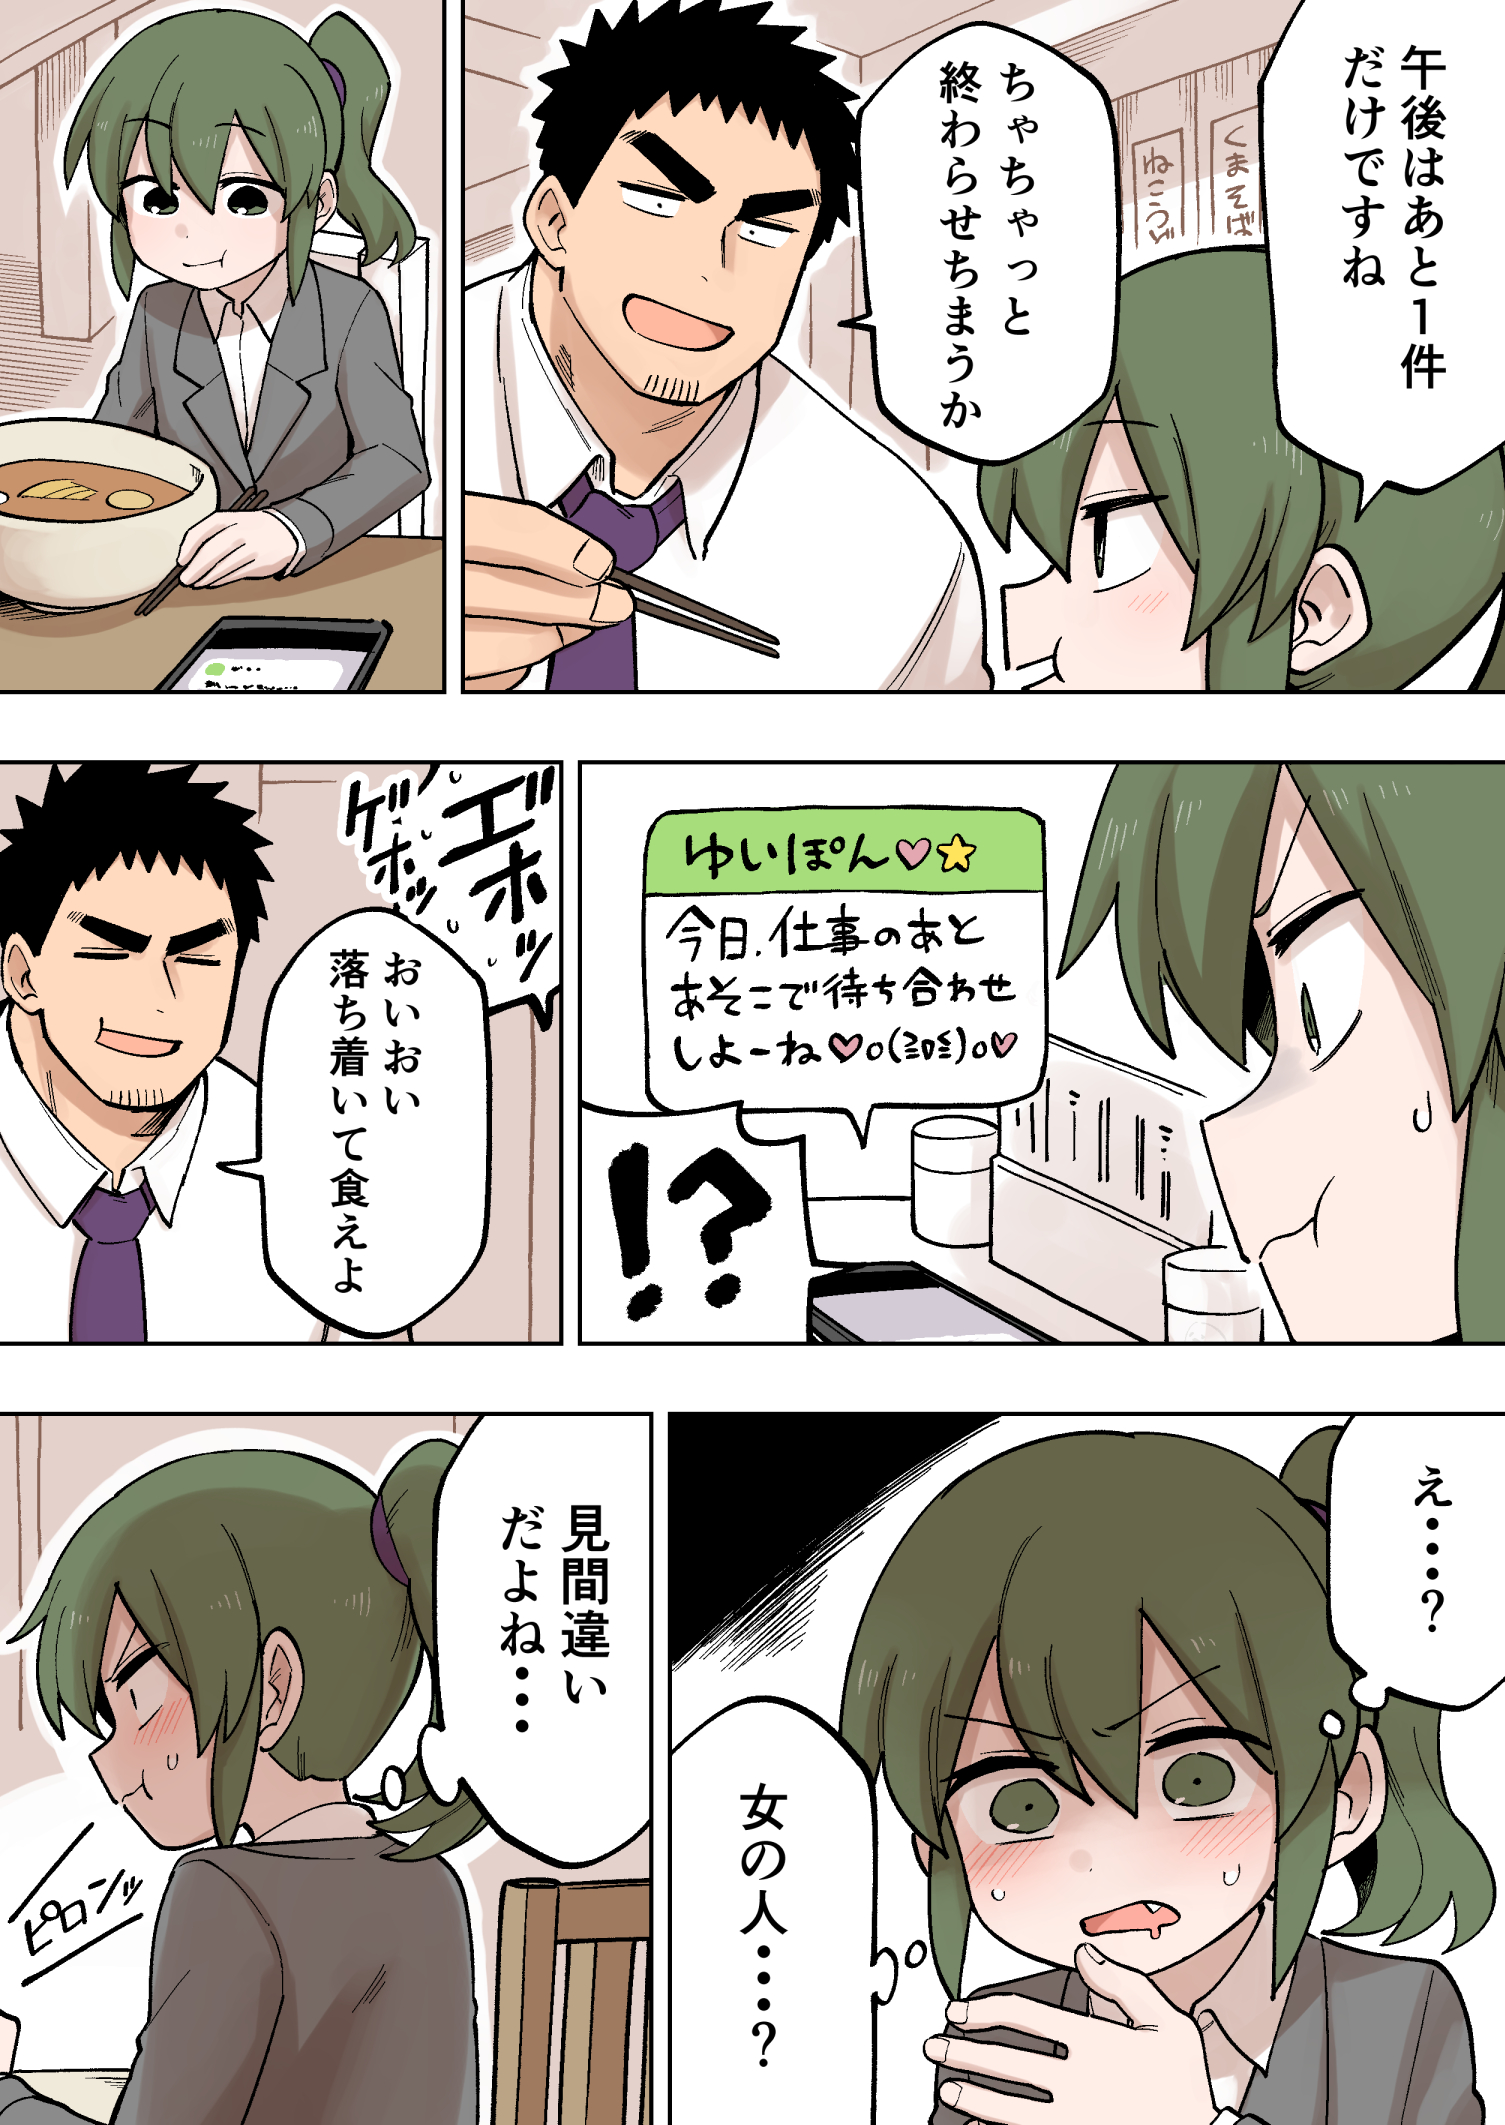 午後はあと1件
だけですね
ちゃちゃっと
終わらせちまうか
くまそば
ねこうどん
ゆいぽん♡☆
今日、仕事のあと
あそこで待ち合わせ
しよーね♡o(≧▽≦)o♡
!?
エホッ
ゲホッ
おいおい
落ち着いて食えよ
え・・・?
女の人・・・?
見間違い
だよね・・・
ピロンッ